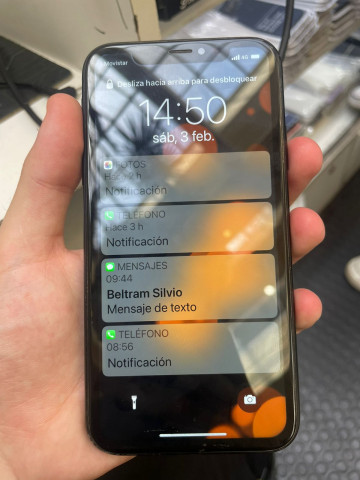 Movistar
4G
Desliza hacia arriba para desbloquear
14:50
sáb, 3 feb.
FOTOS
Notificación
TELÉFONO
Hace 3 h
Notificación
MENSAJES
09:44
Beltram Silvio
Mensaje de texto
TELÉFONO
08:56
Notificación